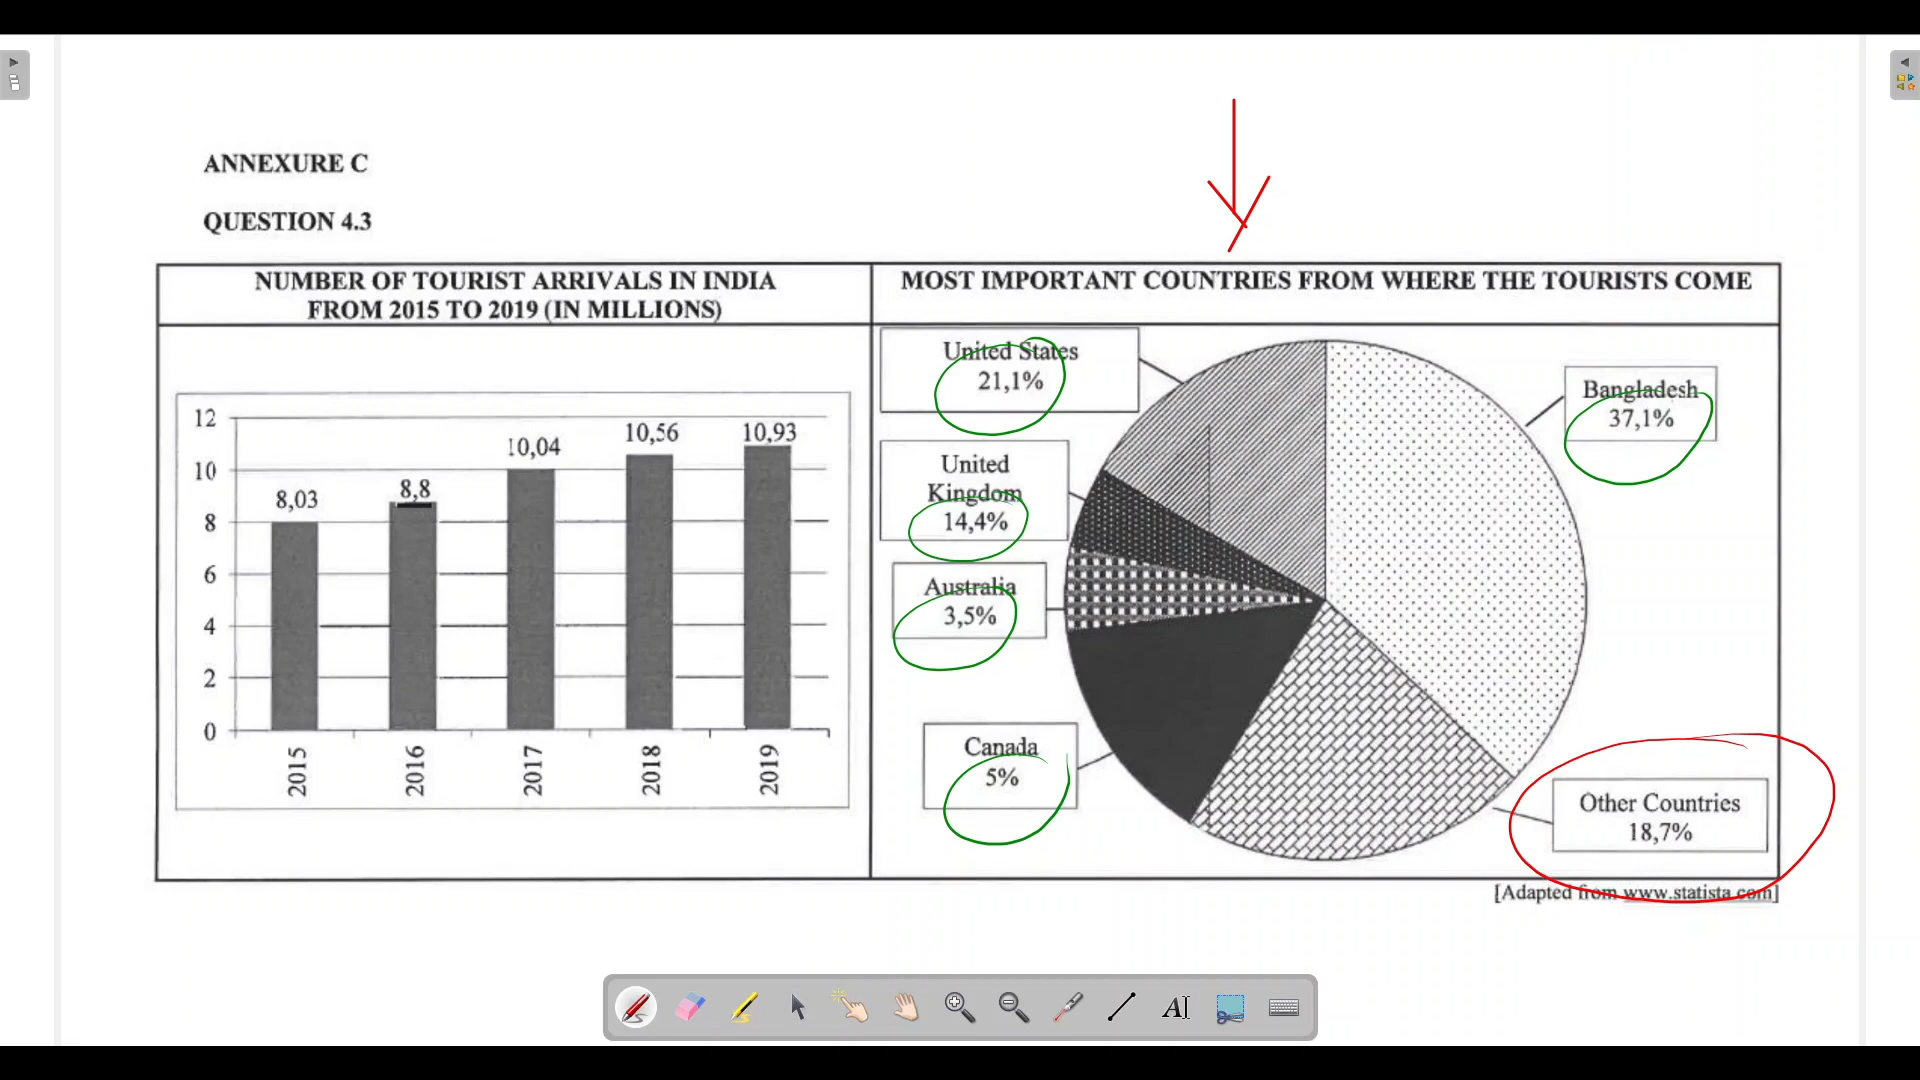 ANNEXURE C
QUESTION 4.3
NUMBER OF TOURIST ARRIVALS IN INDIA
FROM 2015 TO 2019 (IN MILLIONS)
12
10
8
6
4
2
0
8,03
8,8
10,04
10,56
10,93
2015
2016
2017
2018
2019
MOST IMPORTANT COUNTRIES FROM WHERE THE TOURISTS COME
United States
21,1%
United
Kingdom
14,4%
Australia
3,5%
Canada
5%
Bangladesh
37,1%
Other Countries
18,7%
[Adapted from www.statista.com]
A